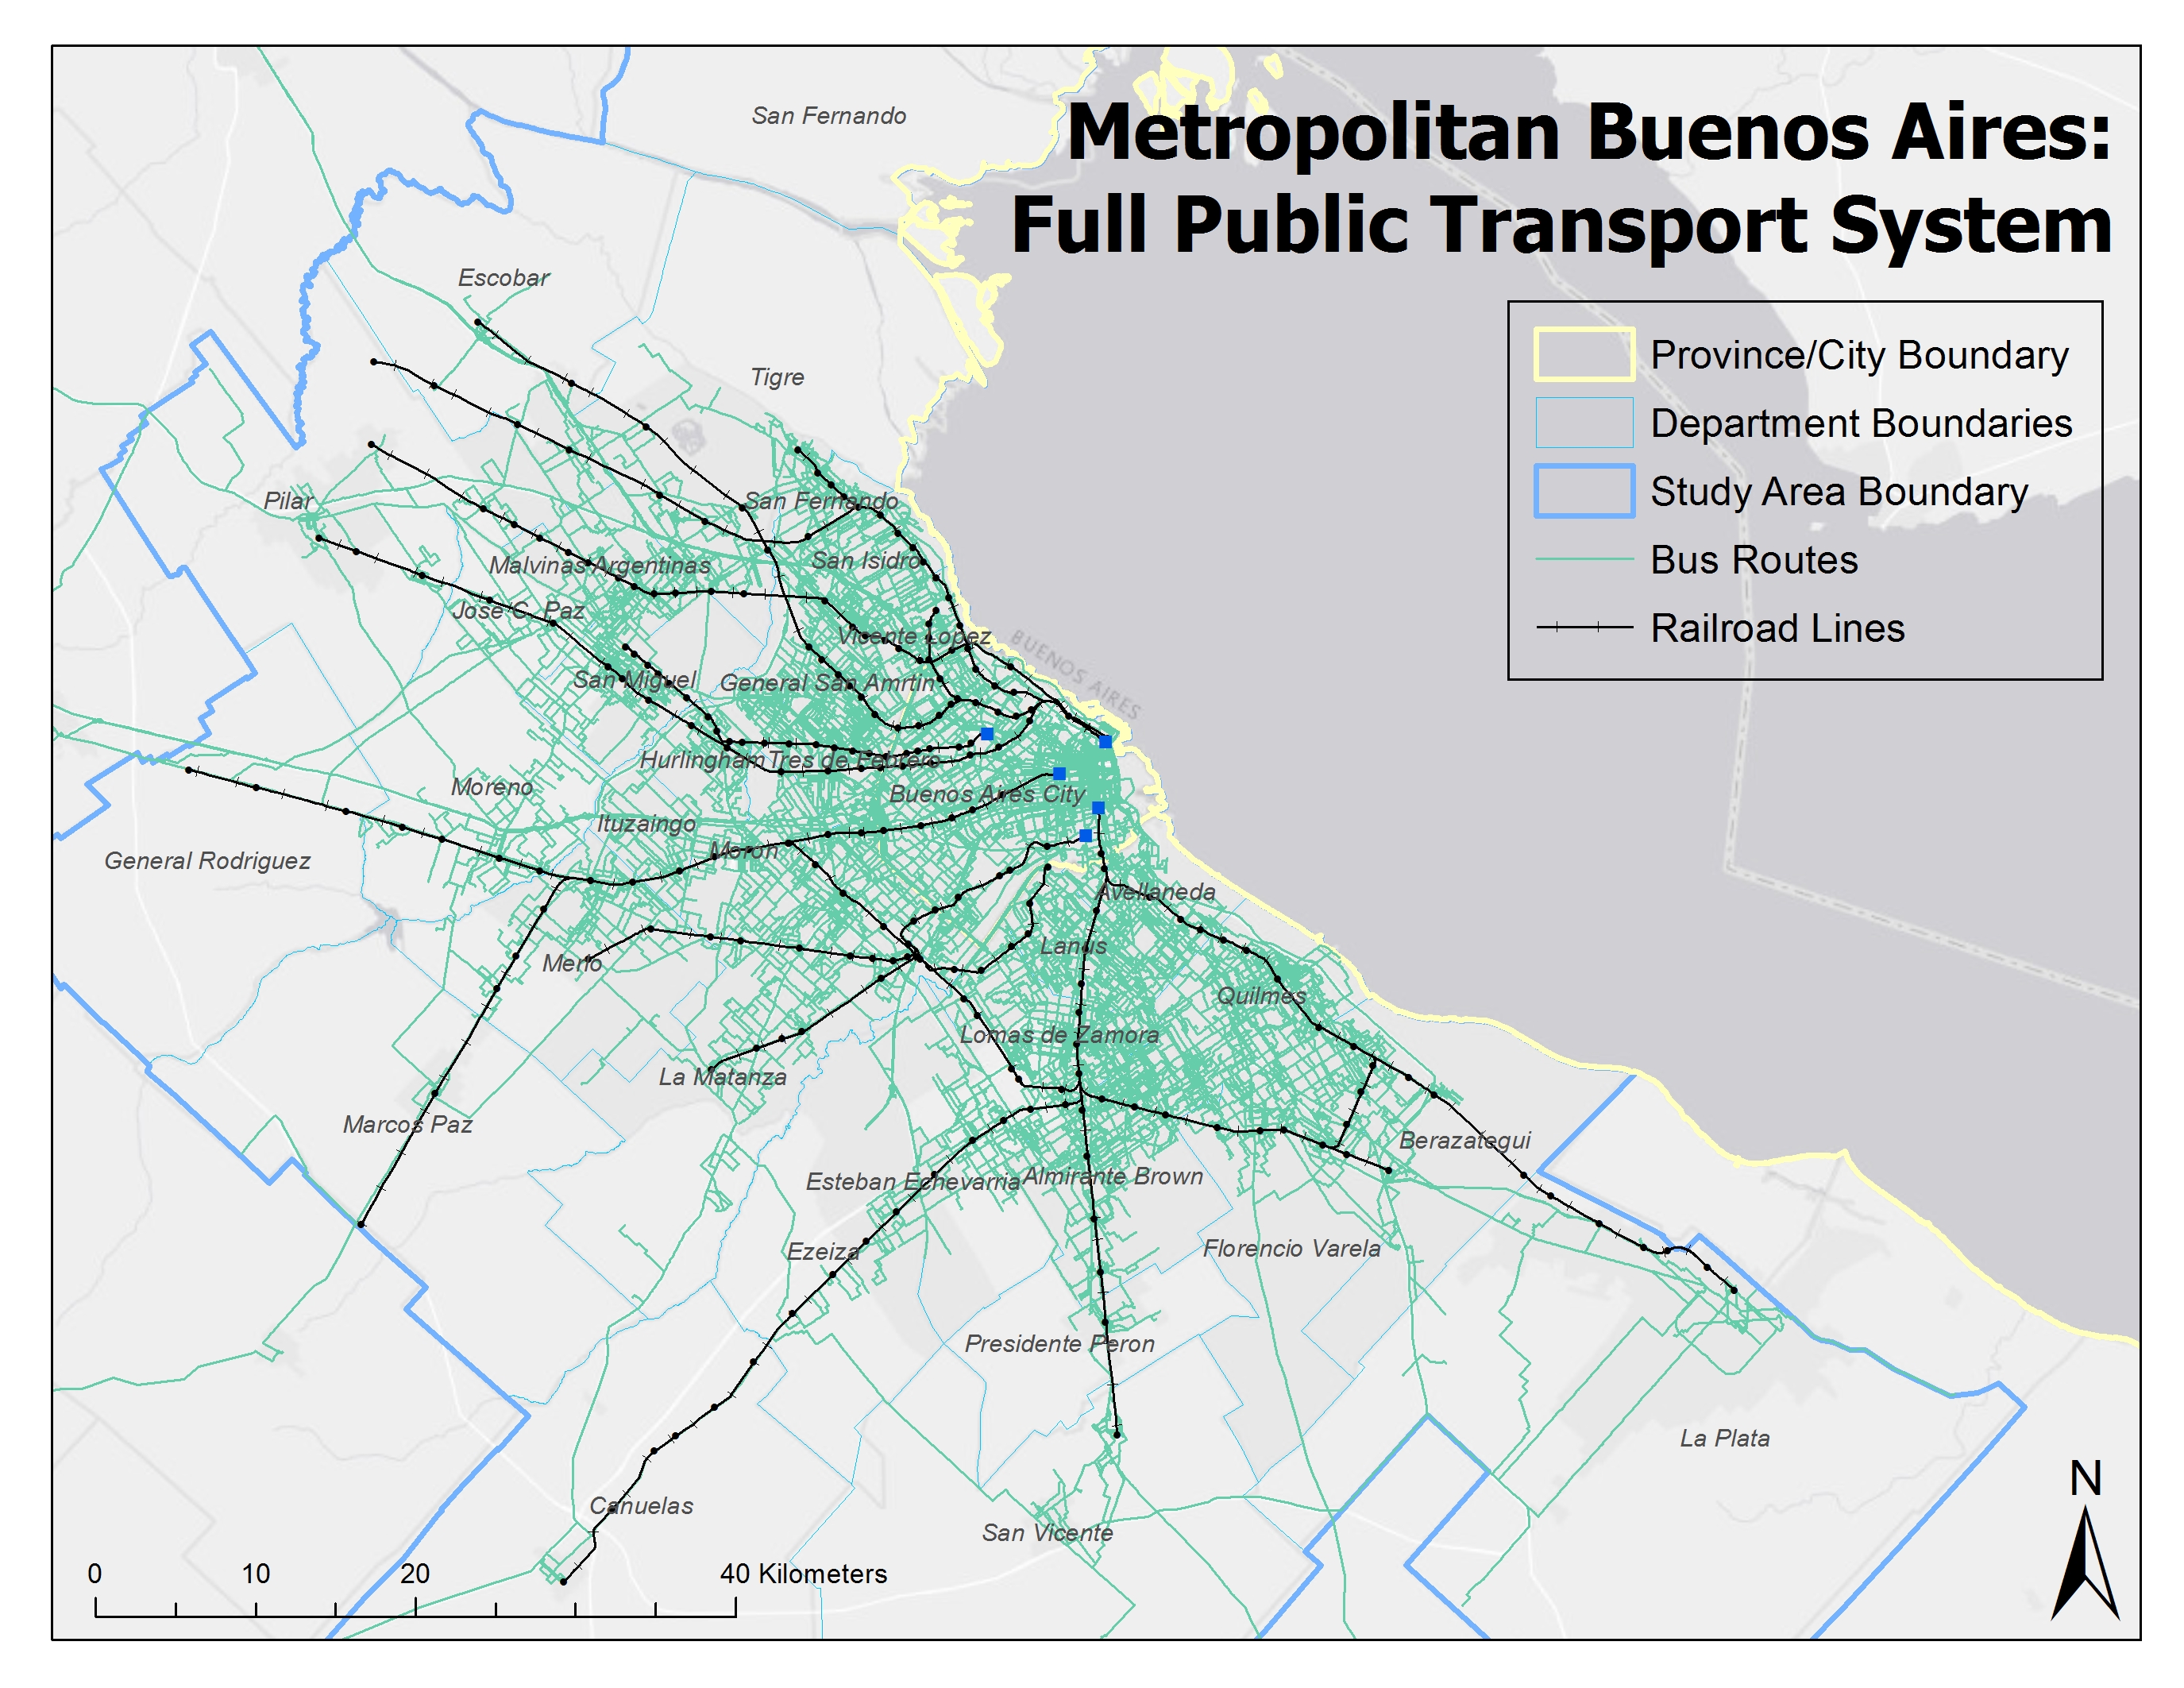 San Fernando
Metropolitan Buenos Aires:
Full Public Transport System
Escobar
Province/City Boundary
Tigre
Department Boundaries
Pilar
San Fernando
Study Area Boundary
Malvinas Argentinas
San Isidro
Bus Routes
Jose C. Paz
Vicente Lopez
Railroad Lines
BUENOS AIRES
San Miguel
General San Amrtin
Hurlingham
Tres de Febrero
Moreno
Buenos Aires City
Ituzaingo
Moron
General Rodriguez
Avellaneda
Lanus
Merlo
Quilmes
Lomas de Zamora
La Matanza
Marcos Paz
Berazategui
Esteban Echevarria
Almirante Brown
Ezeiza
Florencio Varela
Presidente Peron
La Plata
N
Canuelas
San Vicente
0 10 20 40 Kilometers